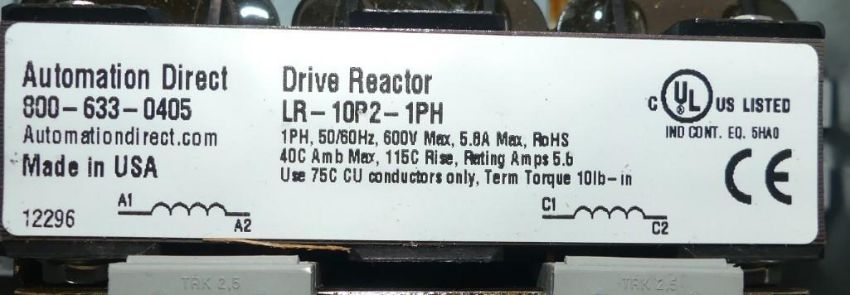 Automation Direct
800-633-0405
Automationdirect.com
Made in USA
12296
A1
A2
Drive Reactor
LR-10P2-1PH
1PH, 50/60Hz, 600V Max, 5.8A Max, RoHS
40C Amb Max, 115C Rise, Rating Amps 5.6
Use 75C CU conductors only, Term Torque 10lb-in
C1
C2
C UL ® US LISTED
IND CONT. EQ. 5HA0
CE
TRK 2,5
TRK 2,5